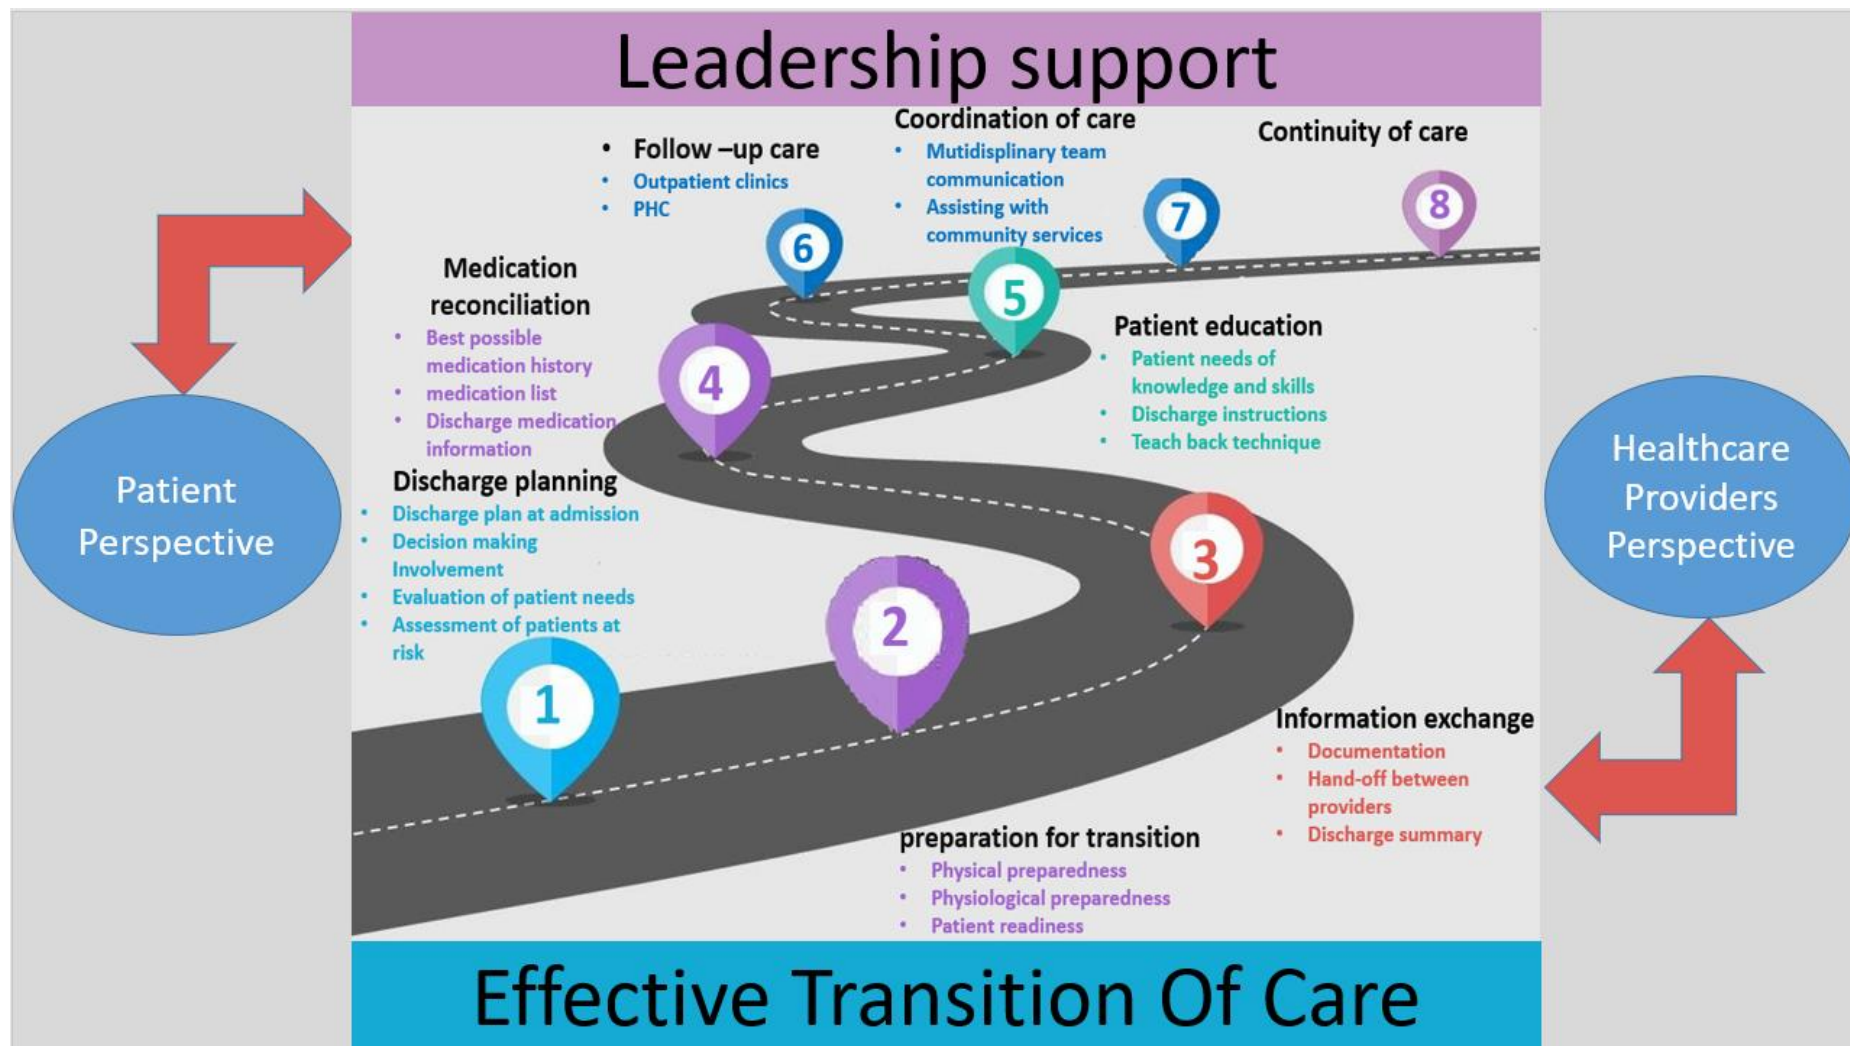 Leadership support
• Follow –up care
• Outpatient clinics
• PHC
Coordination of care
• Mutidisplinary team
communication
• Assisting with
community services
Continuity of care
6
7
8
Medication
reconciliation
• Best possible
medication history
• medication list
• Discharge medication
information
4
5
Patient education
• Patient needs of
knowledge and skills
• Discharge instructions
• Teach back technique
Patient
Perspective
Healthcare
Providers
Perspective
Discharge planning
• Discharge plan at admission
• Decision making
Involvement
• Evaluation of patient needs
• Assessment of patients at
risk
1
2
3
Information exchange
• Documentation
• Hand-off between
providers
• Discharge summary
preparation for transition
• Physical preparedness
• Physiological preparedness
• Patient readiness
Effective Transition Of Care